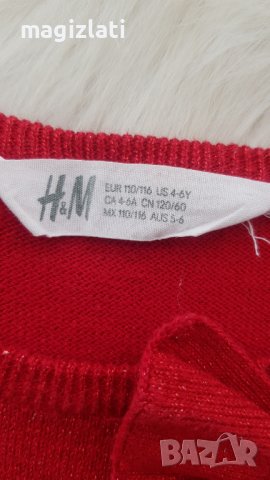 magizlati
H&M
EUR 110/116 US 4-6Y
CA 4-6A CN 120/60
MX 110/116 AUS 5-6
BAZAR